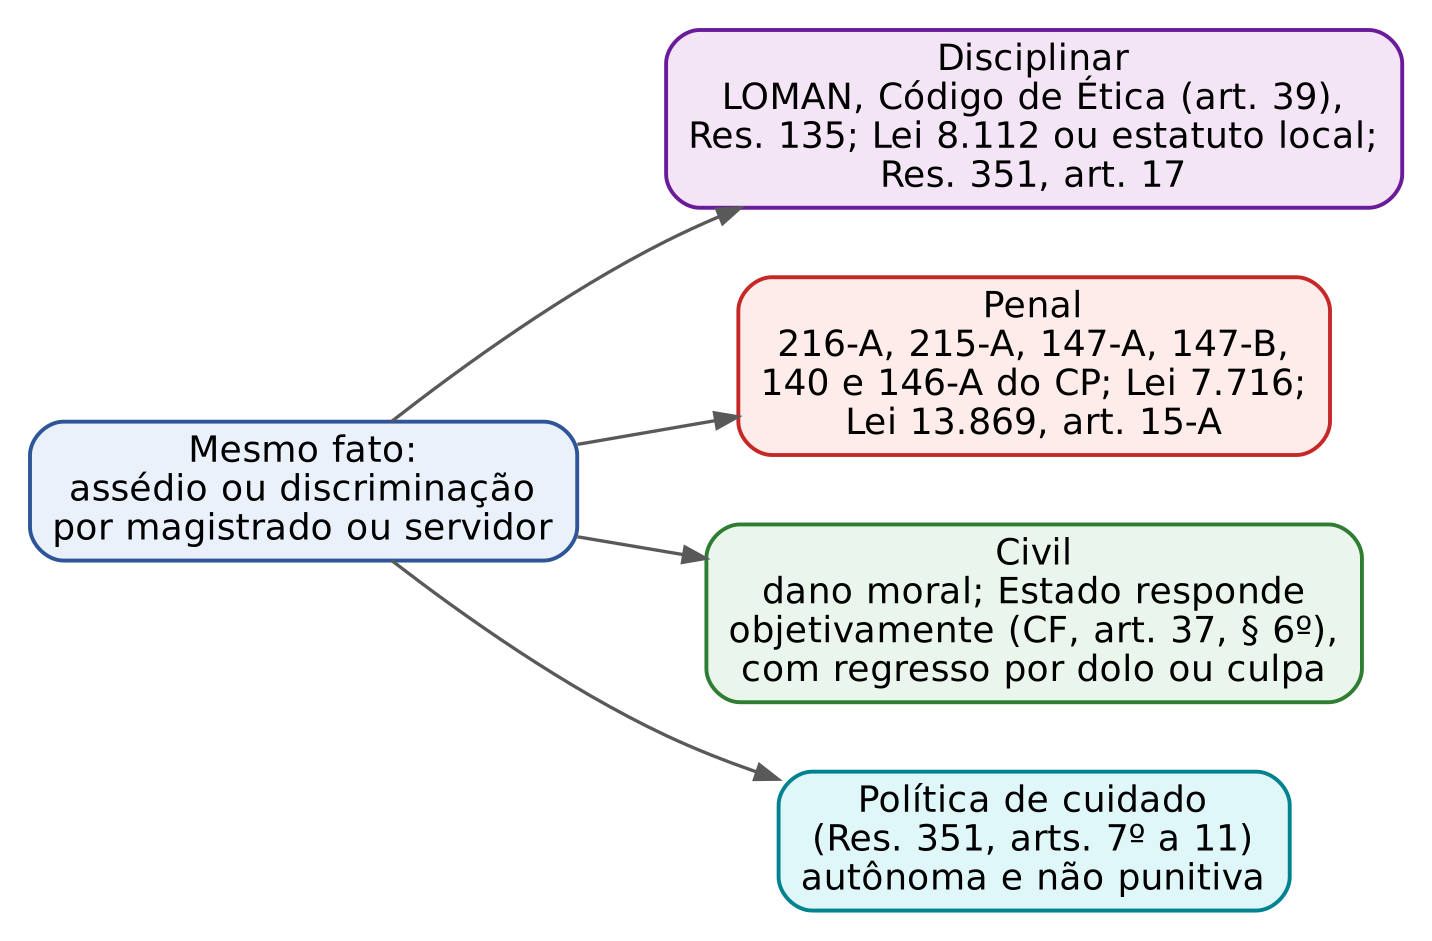 Disciplinar
LOMAN, Código de Ética (art. 39),
Res. 135; Lei 8.112 ou estatuto local;
Res. 351, art. 17
Penal
216-A, 215-A, 147-A, 147-B,
140 e 146-A do CP; Lei 7.716;
Lei 13.869, art. 15-A
Mesmo fato:
assédio ou discriminação
por magistrado ou servidor
Civil
dano moral; Estado responde
objetivamente (CF, art. 37, § 6º),
com regresso por dolo ou culpa
Política de cuidado
(Res. 351, arts. 7º a 11)
autônoma e não punitiva